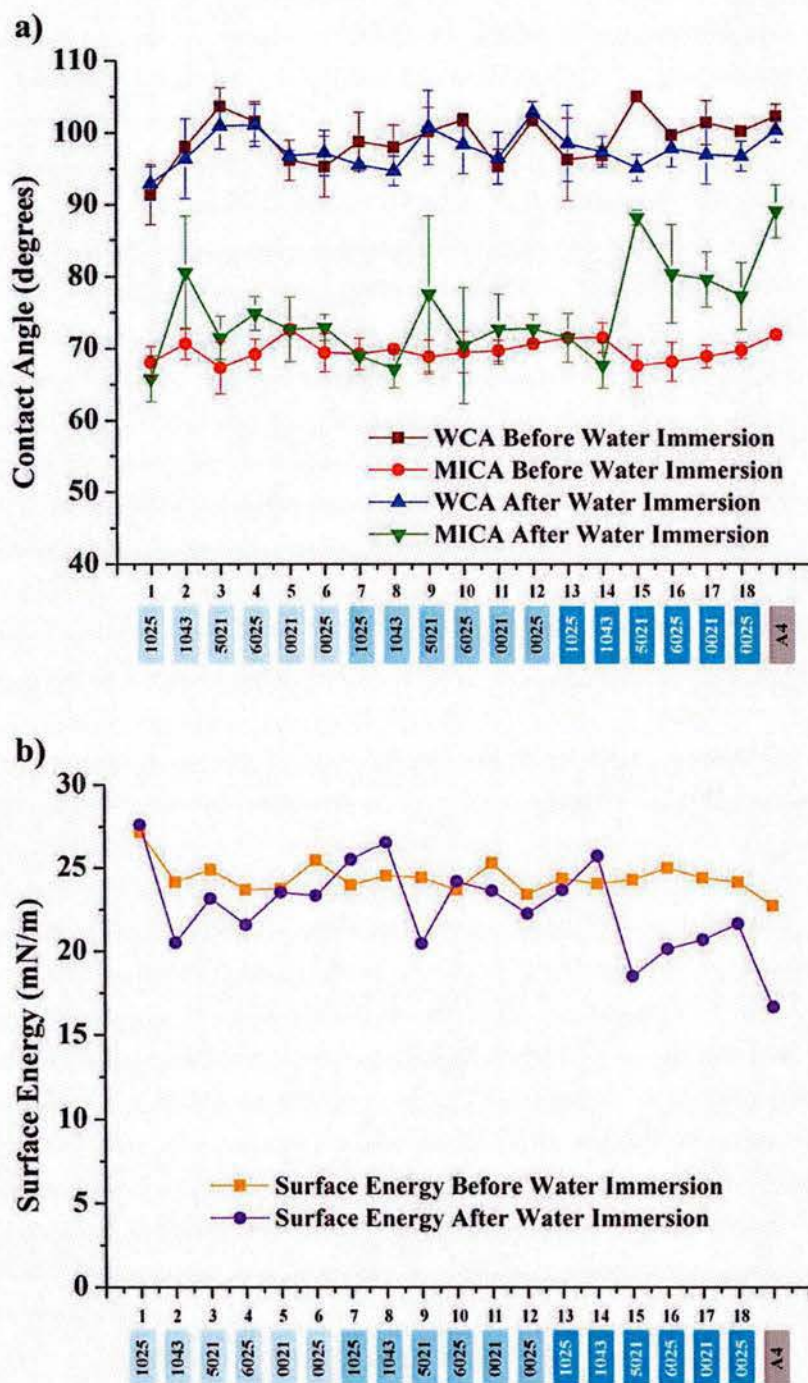 a)
110
100
90
80
70
60
50
40
Contact Angle (degrees)
WCA Before Water Immersion
MICA Before Water Immersion
WCA After Water Immersion
MICA After Water Immersion
1 2 3 4 5 6 7 8 9 10 11 12 13 14 15 16 17 18
1025 1043 5021 6025 0021 0025 1025 1043 5021 6025 0021 0025 1025 1043 5021 6025 0021 0025 A4
b)
30
25
20
15
10
5
0
Surface Energy (mN/m)
Surface Energy Before Water Immersion
Surface Energy After Water Immersion
1 2 3 4 5 6 7 8 9 10 11 12 13 14 15 16 17 18
1025 1043 5021 6025 0021 0025 1025 1043 5021 6025 0021 0025 1025 1043 5021 6025 0021 0025 A4